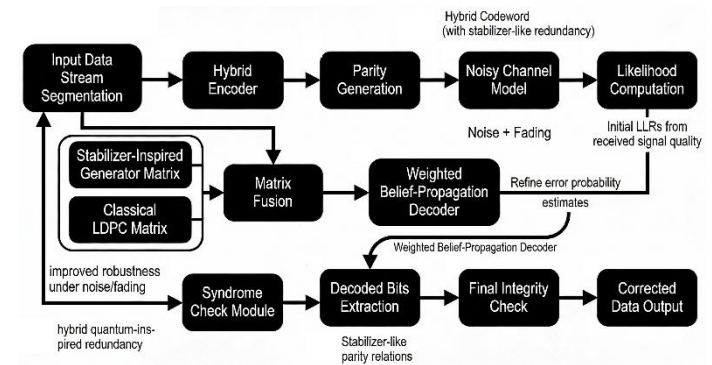 Hybrid Codeword
(with stabilizer-like redundancy)
Input Data
Stream
Segmentation
Hybrid
Encoder
Parity
Generation
Noisy Channel
Model
Likelihood
Computation
Noise + Fading
Initial LLRs from
received signal quality
Stabilizer-Inspired
Generator Matrix
Classical
LDPC Matrix
Matrix
Fusion
Weighted
Belief-Propagation
Decoder
Refine error probability
estimates
Weighted Belief-Propagation Decoder
improved robustness
under noise/fading
Syndrome
Check Module
Decoded Bits
Extraction
Final Integrity
Check
Corrected
Data Output
hybrid quantum-ins-
pired redundancy
Stabilizer-like
parity relations